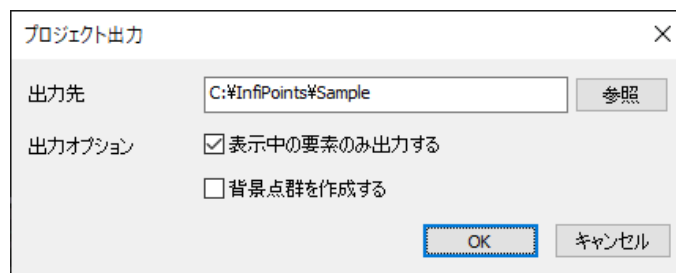 プロジェクト出力
出力先 C:¥InfiPoints¥Sample 参照
出力オプション 表示中の要素のみ出力する
背景点群を作成する
OK キャンセル